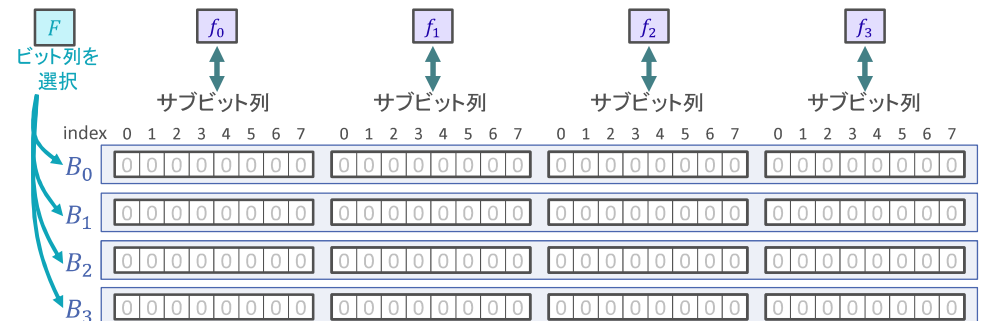 F f₀ f₁ f₂ f₃
ビット列を
選択
サブビット列 サブビット列 サブビット列 サブビット列
index 0 1 2 3 4 5 6 7 0 1 2 3 4 5 6 7 0 1 2 3 4 5 6 7 0 1 2 3 4 5 6 7
B₀ 0 0 0 0 0 0 0 0 0 0 0 0 0 0 0 0 0 0 0 0 0 0 0 0 0 0 0 0 0 0 0 0
B₁ 0 0 0 0 0 0 0 0 0 0 0 0 0 0 0 0 0 0 0 0 0 0 0 0 0 0 0 0 0 0 0 0
B₂ 0 0 0 0 0 0 0 0 0 0 0 0 0 0 0 0 0 0 0 0 0 0 0 0 0 0 0 0 0 0 0 0
B₃ 0 0 0 0 0 0 0 0 0 0 0 0 0 0 0 0 0 0 0 0 0 0 0 0 0 0 0 0 0 0 0 0